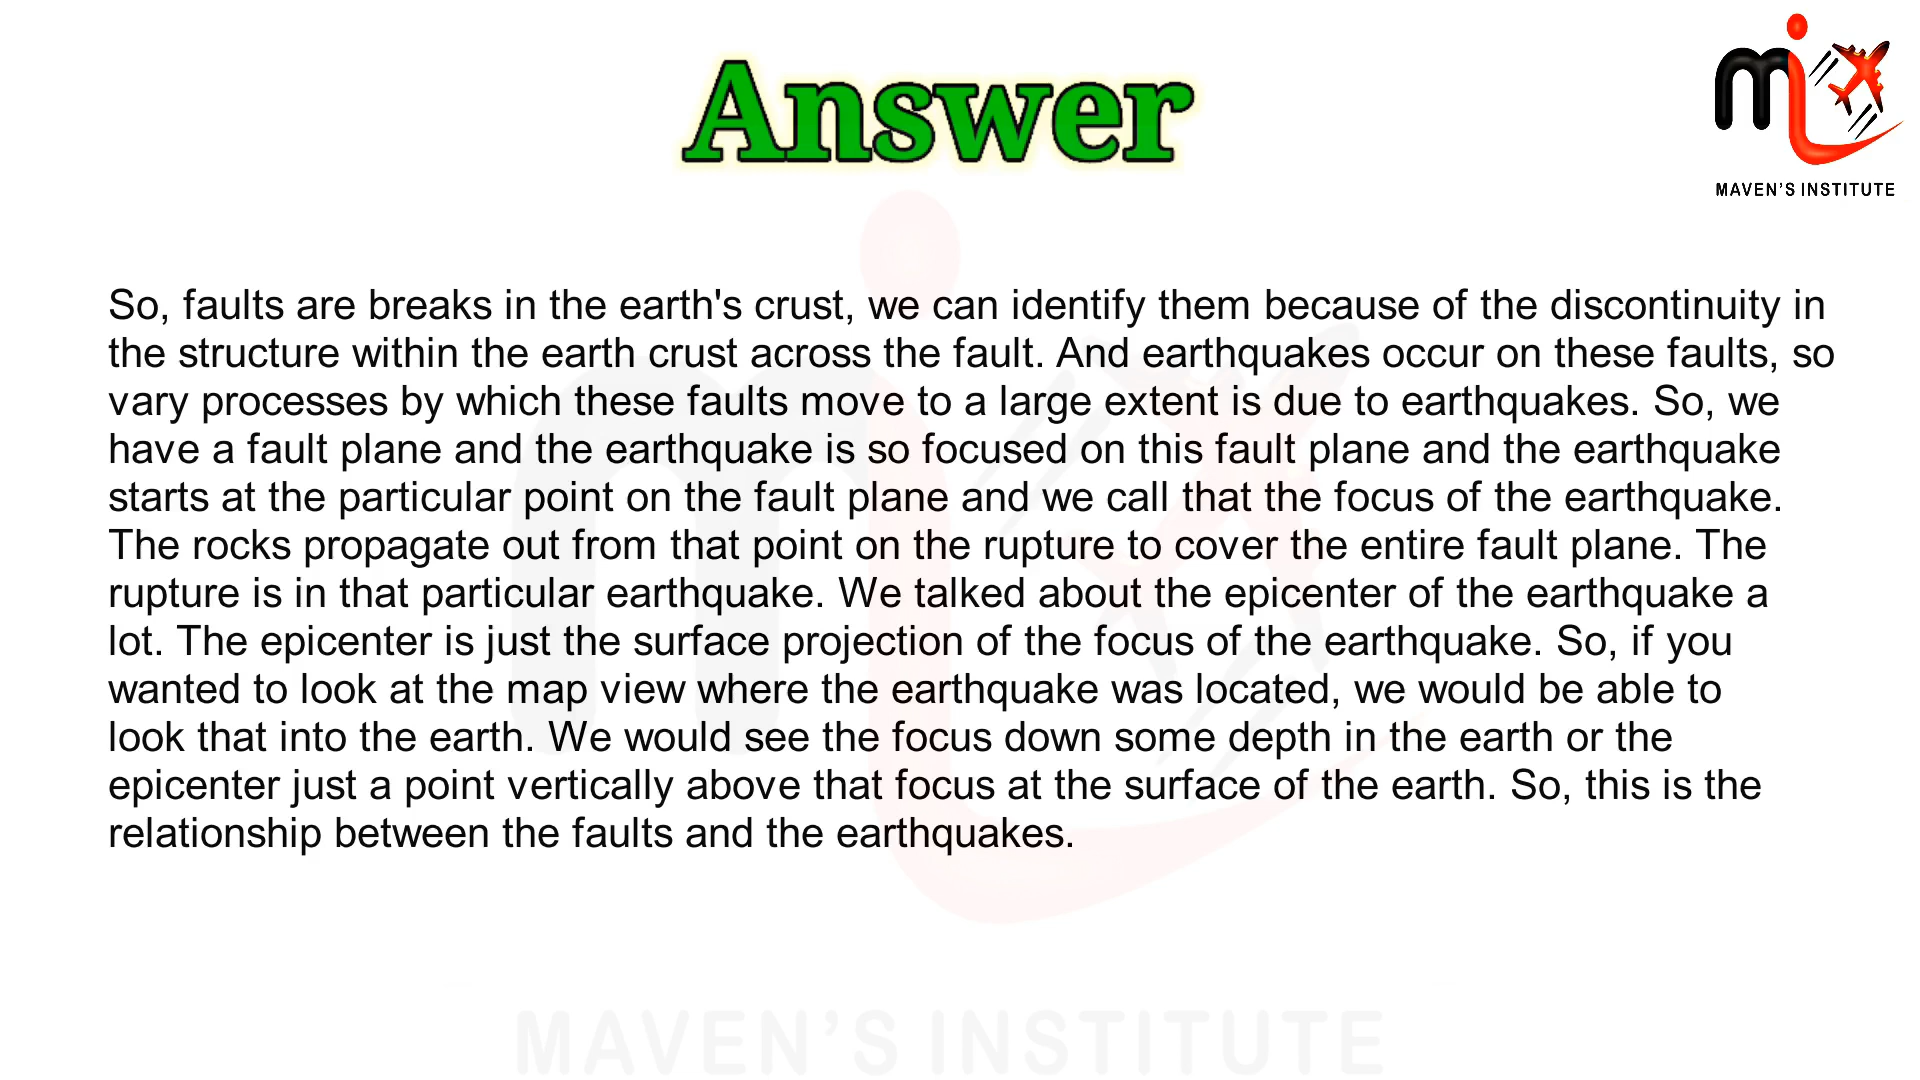 Answer
MAVEN'S INSTITUTE
So, faults are breaks in the earth's crust, we can identify them because of the discontinuity in
the structure within the earth crust across the fault. And earthquakes occur on these faults, so
vary processes by which these faults move to a large extent is due to earthquakes. So, we
have a fault plane and the earthquake is so focused on this fault plane and the earthquake
starts at the particular point on the fault plane and we call that the focus of the earthquake.
The rocks propagate out from that point on the rupture to cover the entire fault plane. The
rupture is in that particular earthquake. We talked about the epicenter of the earthquake a
lot. The epicenter is just the surface projection of the focus of the earthquake. So, if you
wanted to look at the map view where the earthquake was located, we would be able to
look that into the earth. We would see the focus down some depth in the earth or the
epicenter just a point vertically above that focus at the surface of the earth. So, this is the
relationship between the faults and the earthquakes.
MAVEN'S INSTITUTE